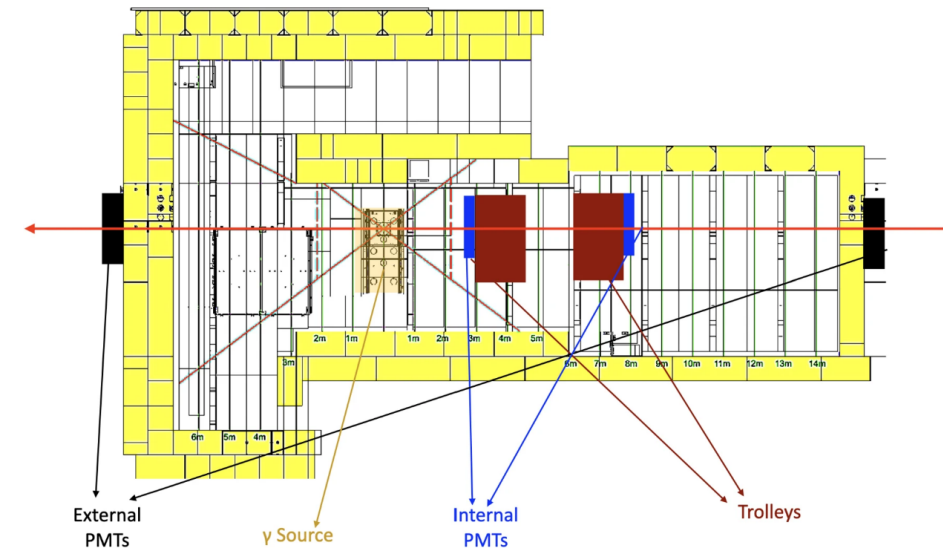 2m
1m
1m
2m
3m
4m
5m
3m
6m
7m
8m
9m
10m
11m
12m
13m
14m
6m
5m
4m
External
PMTs
γ Source
Internal
PMTs
Trolleys